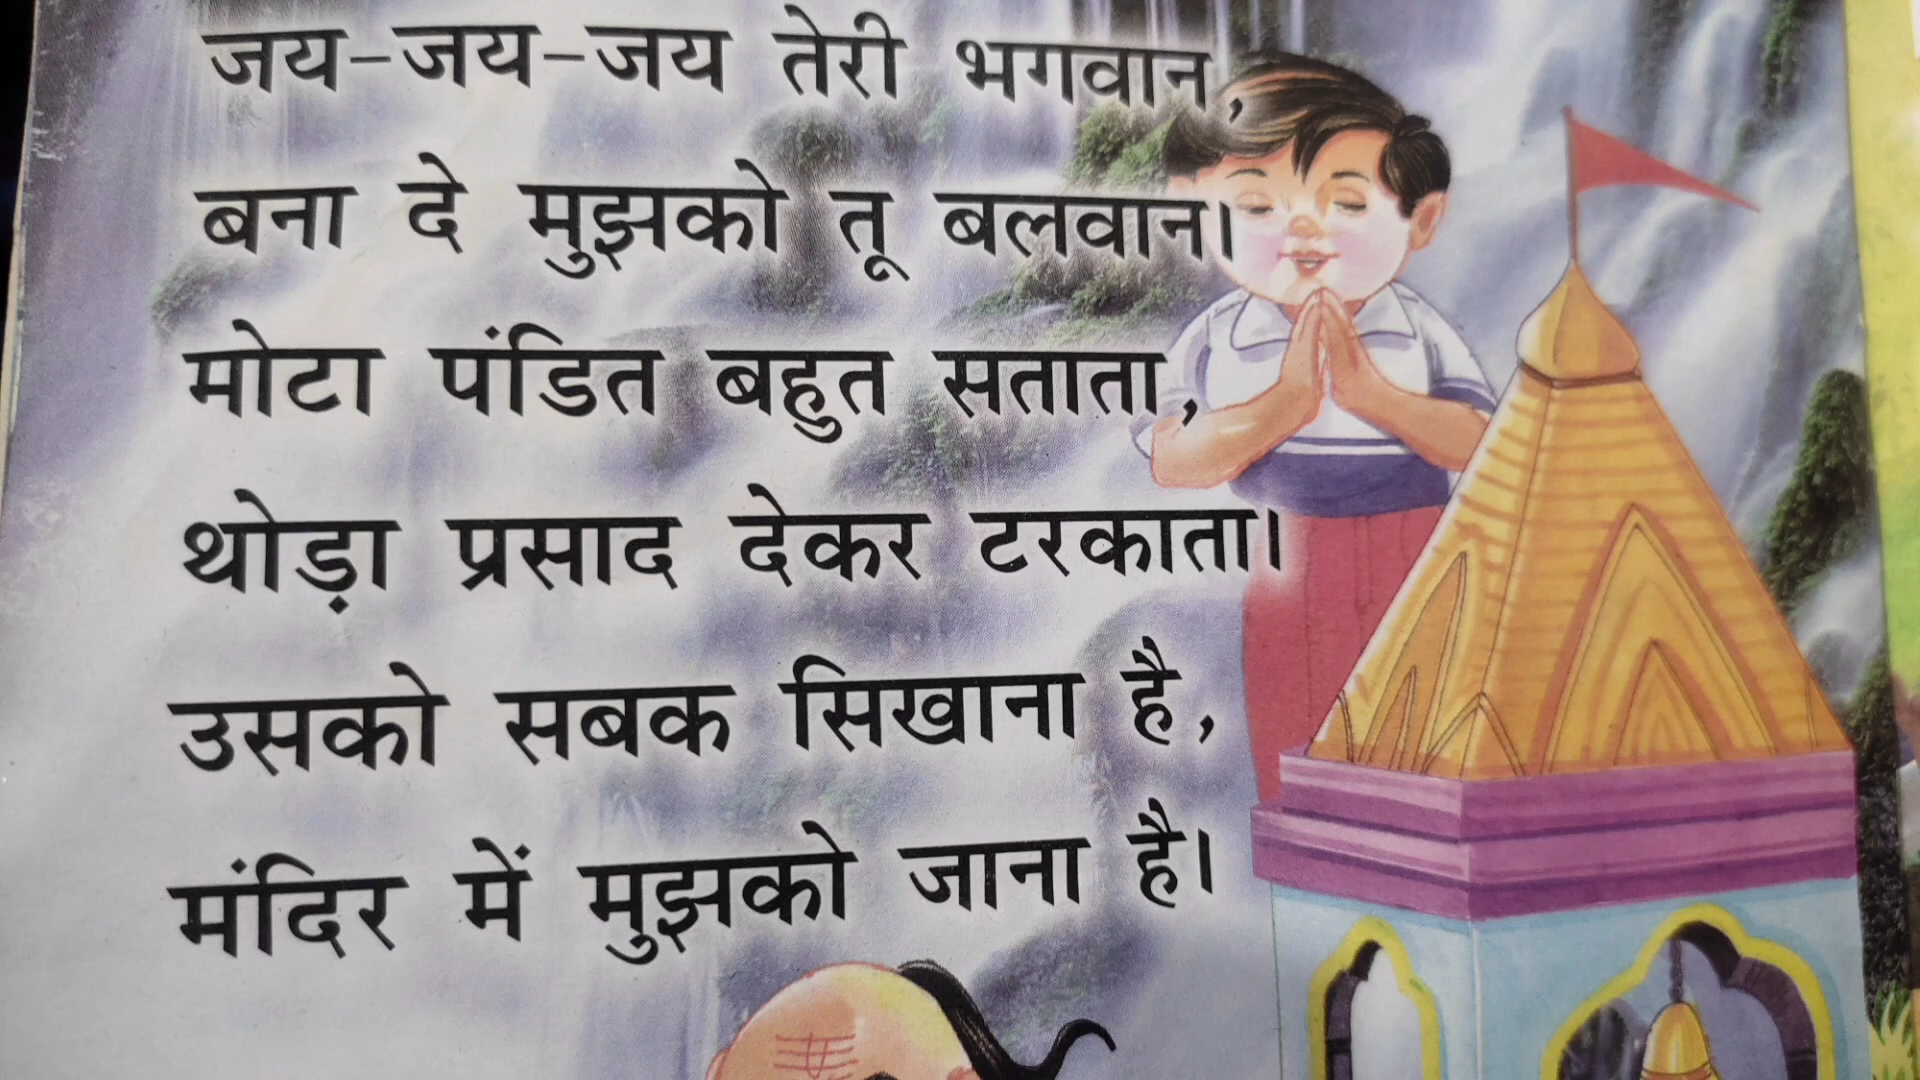 जय-जय-जय तेरी भगवान,
बना दे मुझको तू बलवान।
मोटा पंडित बहुत सताता,
थोड़ा प्रसाद देकर टरकाता।
उसको सबक सिखाना है,
मंदिर में मुझको जाना है।